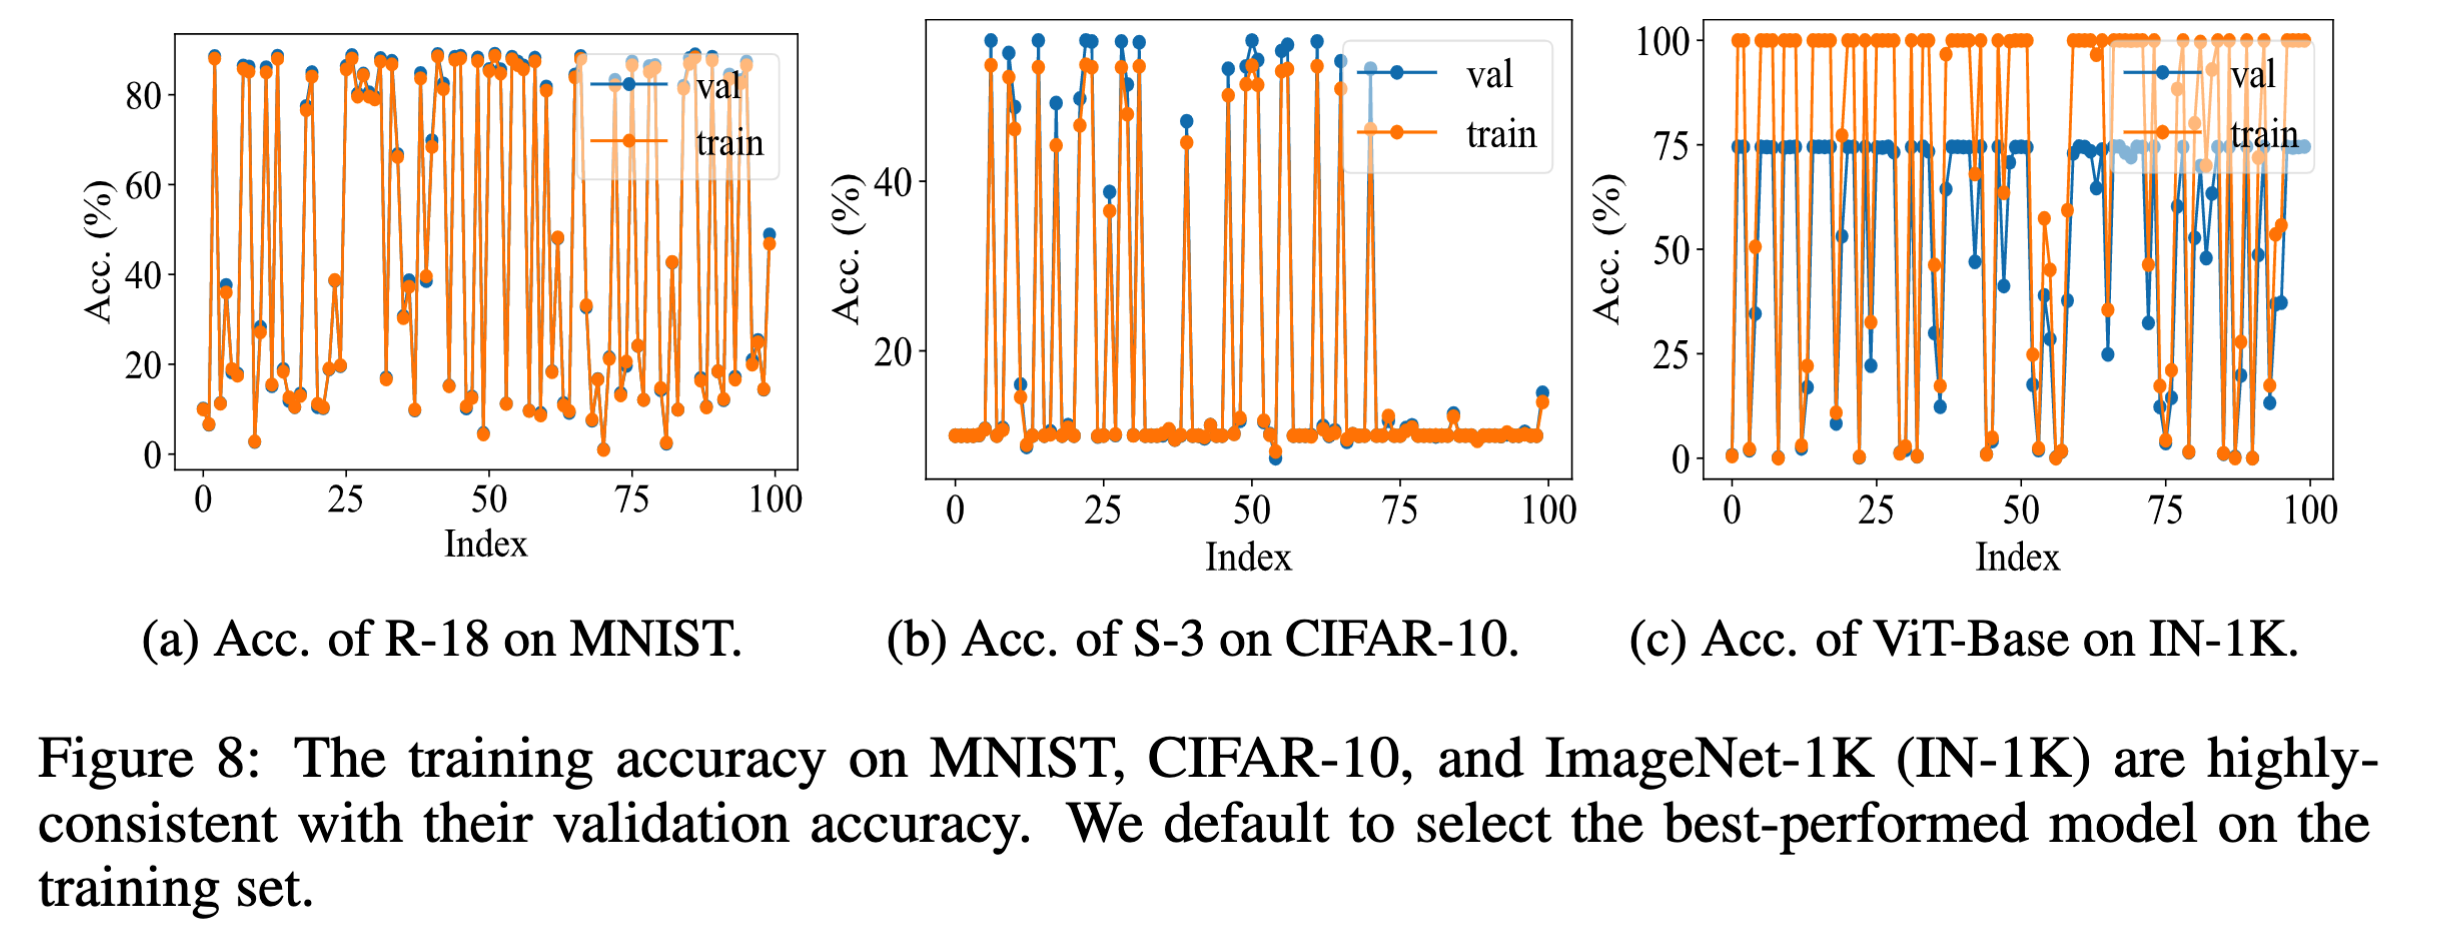 val
train
80
60
40
20
0
Acc. (%)
0 25 50 75 100
Index
val
train
40
20
Acc. (%)
0 25 50 75 100
Index
val
train
100
75
50
25
0
Acc. (%)
0 25 50 75 100
Index
(a) Acc. of R-18 on MNIST.
(b) Acc. of S-3 on CIFAR-10.
(c) Acc. of ViT-Base on IN-1K.
Figure 8: The training accuracy on MNIST, CIFAR-10, and ImageNet-1K (IN-1K) are highly-
consistent with their validation accuracy. We default to select the best-performed model on the
training set.